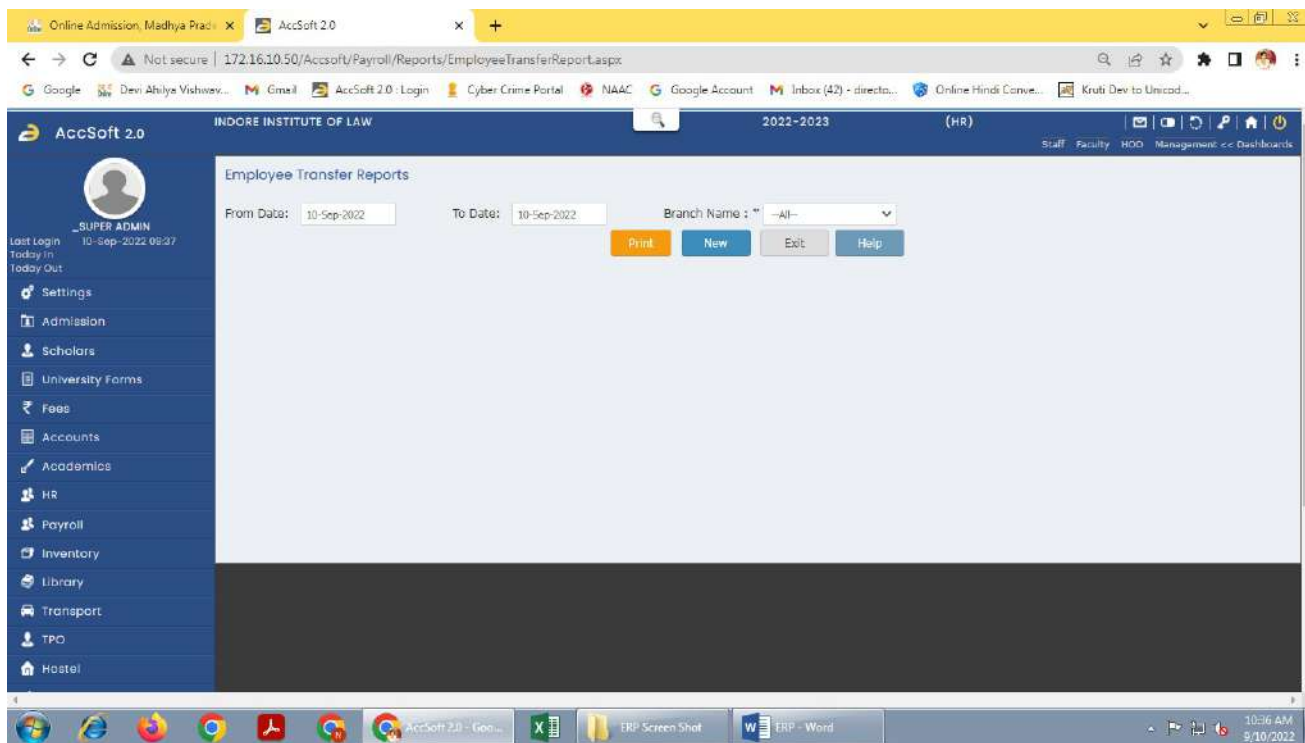 Online Admission, Madhya Prad AccSoft 2.0
Not secure | 172.16.10.50/Accsoft/Payroll/Reports/EmployeeTransferReport.aspx
Google Devi Ahilya Vishwav... Gmail AccSoft 2.0 : Login Cyber Crime Portal NAAC Google Account Inbox (42) - directo... Online Hindi Conve... Kruti Dev to Unicod...
AccSoft 2.0 INDORE INSTITUTE OF LAW 2022-2023 (HR)
Staff Faculty HOD Management << Dashboards
Employee Transfer Reports
From Date: 10-Sep-2022 To Date: 10-Sep-2022 Branch Name : * --All--
Print New Exit Help
_SUPER ADMIN
Last Login 10-Sep-2022 09:37
Today In
Today Out
Settings
Admission
Scholars
University Forms
₹ Fees
Accounts
Academics
HR
Payroll
Inventory
Library
Transport
TPO
Hostel
AccSoft 2.0 - Goo... ERP Screen Shot ERP - Word 10:36 AM
9/10/2022